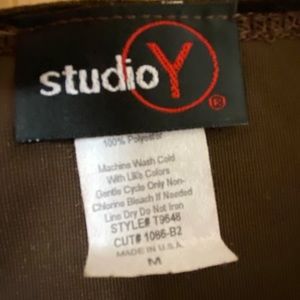 studio Y ®
100% Polyester
Machine Wash Cold
With Like Colors
Gentle Cycle Only Non-
Chlorine Bleach If Needed
Line Dry Do Not Iron
STYLE# T9648
CUT# 1086-B2
MADE IN U.S.A.
M